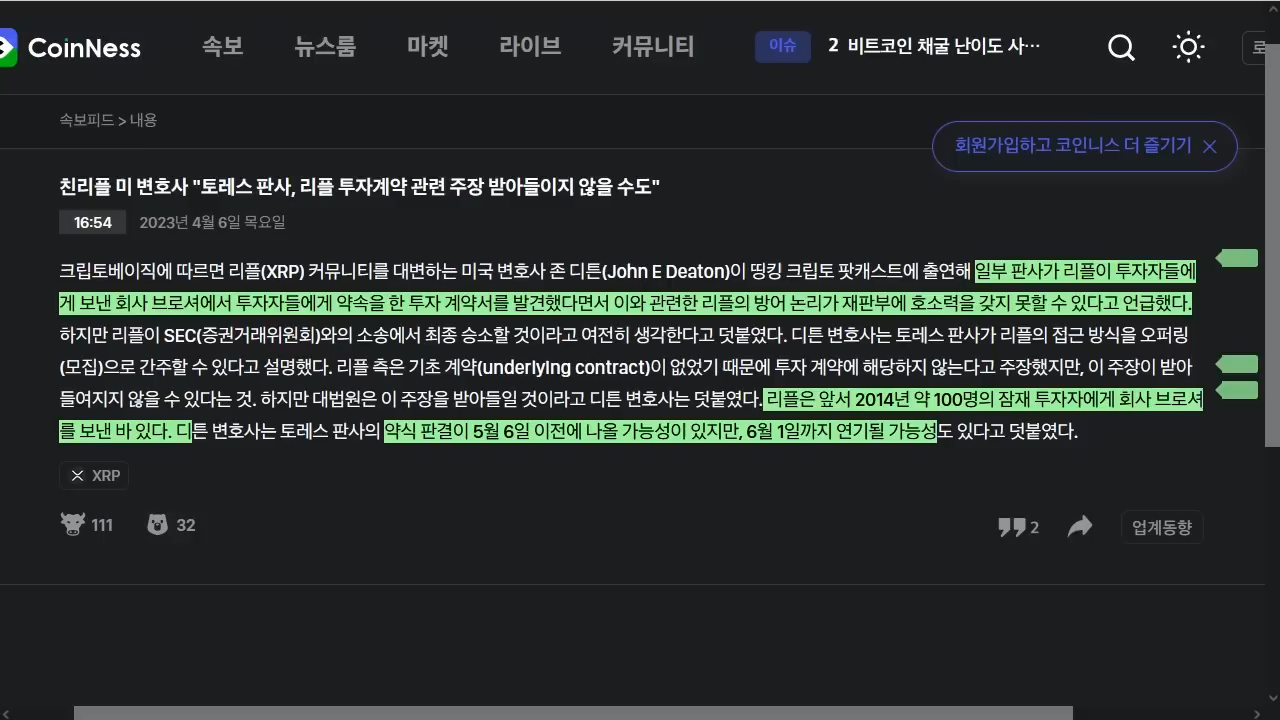 CoinNess 속보 뉴스룸 마켓 라이브 커뮤니티 이슈 2 비트코인 채굴 난이도 사… 로
속보피드 > 내용
회원가입하고 코인니스 더 즐기기
친리플 미 변호사 "토레스 판사, 리플 투자계약 관련 주장 받아들이지 않을 수도"
16:54 2023년 4월 6일 목요일
크립토베이직에 따르면 리플(XRP) 커뮤니티를 대변하는 미국 변호사 존 디튼(John E Deaton)이 띵킹 크립토 팟캐스트에 출연해 일부 판사가 리플이 투자자들에
게 보낸 회사 브로셔에서 투자자들에게 약속을 한 투자 계약서를 발견했다면서 이와 관련한 리플의 방어 논리가 재판부에 호소력을 갖지 못할 수 있다고 언급했다.
하지만 리플이 SEC(증권거래위원회)와의 소송에서 최종 승소할 것이라고 여전히 생각한다고 덧붙였다. 디튼 변호사는 토레스 판사가 리플의 접근 방식을 오퍼링
(모집)으로 간주할 수 있다고 설명했다. 리플 측은 기초 계약(underlying contract)이 없었기 때문에 투자 계약에 해당하지 않는다고 주장했지만, 이 주장이 받아
들여지지 않을 수 있다는 것. 하지만 대법원은 이 주장을 받아들일 것이라고 디튼 변호사는 덧붙였다. 리플은 앞서 2014년 약 100명의 잠재 투자자에게 회사 브로셔
를 보낸 바 있다. 디튼 변호사는 토레스 판사의 약식 판결이 5월 6일 이전에 나올 가능성이 있지만, 6월 1일까지 연기될 가능성도 있다고 덧붙였다.
XRP
111 32 2 업계동향